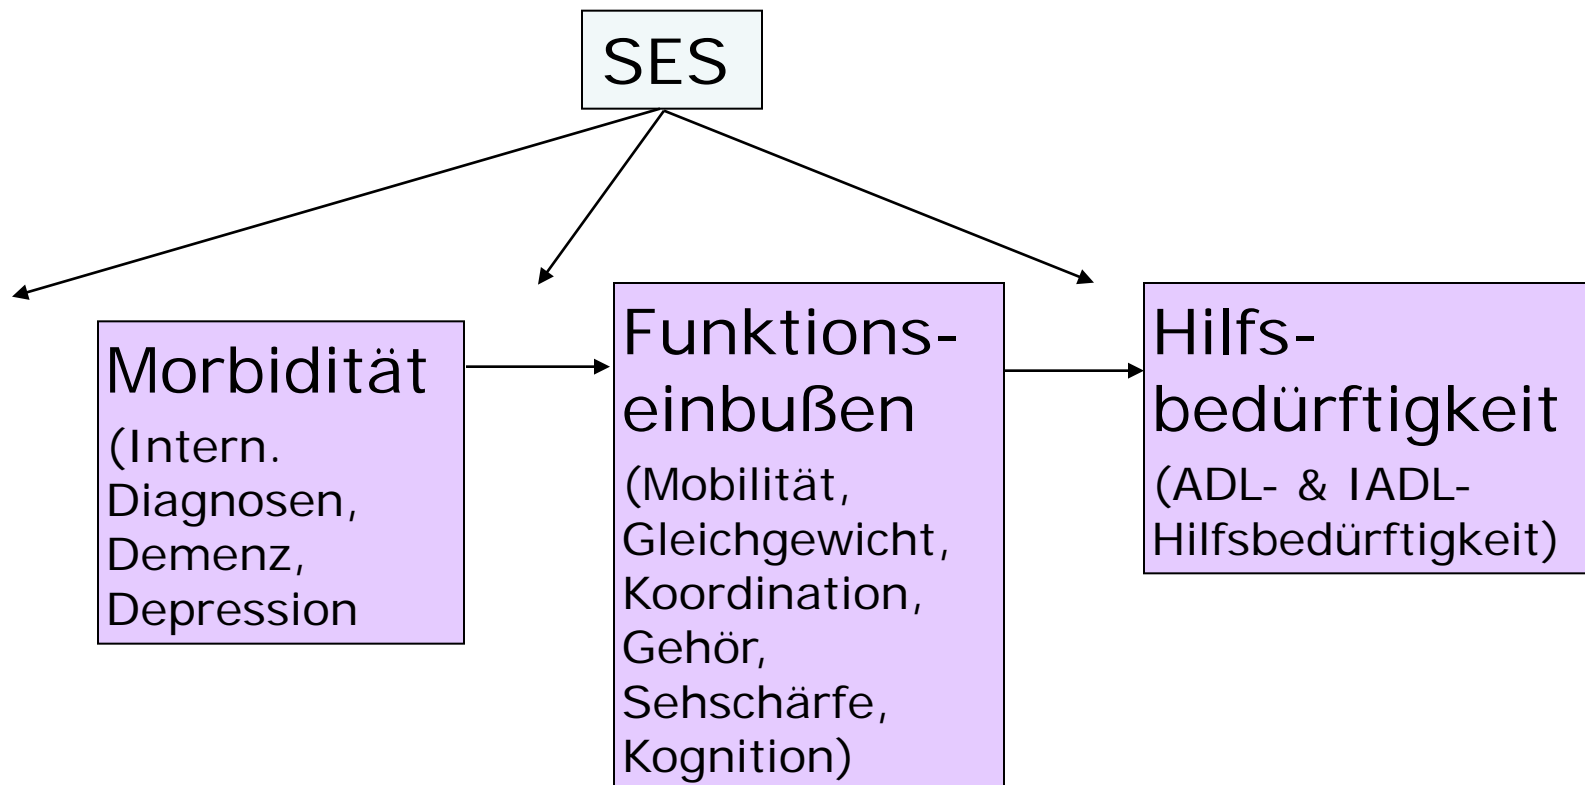 SES
Morbidität
(Intern.
Diagnosen,
Demenz,
Depression
Funktions-
einbußen
(Mobilität,
Gleichgewicht,
Koordination,
Gehör,
Sehschärfe,
Kognition)
Hilfs-
bedürftigkeit
(ADL- & IADL-
Hilfsbedürftigkeit)